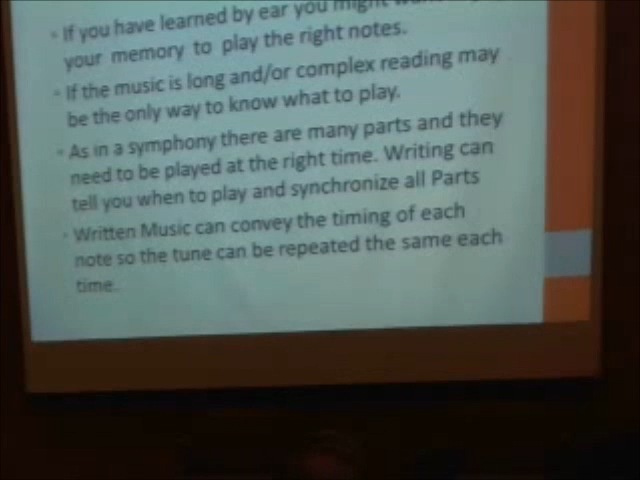 If you have learned by ear you might
your memory to play the right notes.
If the music is long and/or complex reading may
be the only way to know what to play.
As in a symphony there are many parts and they
need to be played at the right time. Writing can
tell you when to play and synchronize all Parts
Written Music can convey the timing of each
note so the tune can be repeated the same each
time.